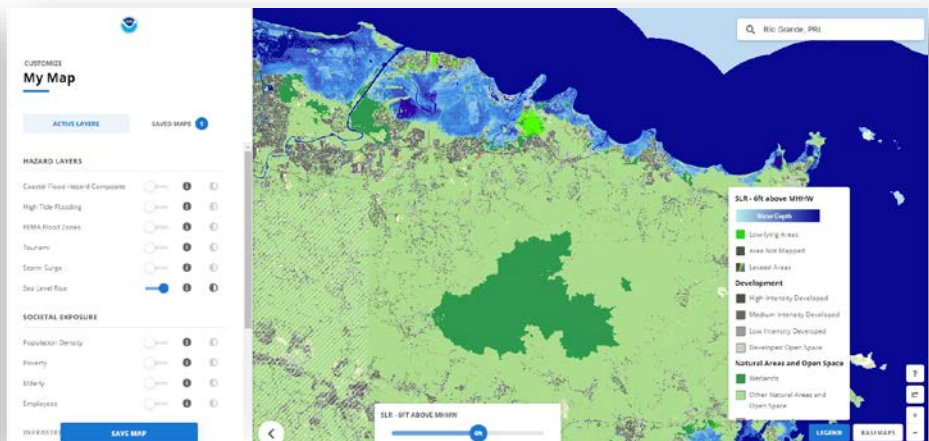 CUSTOMIZE
My Map
ACTIVE LAYERS
SAVED MAPS
HAZARD LAYERS
Coastal Flood Hazard Composite
High Tide Flooding
FEMA Flood Zones
Tsunami
Storm Surge
Sea Level Rise
SOCIETAL EXPOSURE
Population Density
Poverty
Elderly
Employees
SAVE MAP
Rio Grande, PRI
SLR - 6ft above MHHW
Water Depth
Low-lying Areas
Area Not Mapped
Leveed Areas
Development
High Intensity Developed
Medium Intensity Developed
Low Intensity Developed
Developed Open Space
Natural Areas and Open Space
Wetlands
Other Natural Areas and
Open Space
SLR - 6FT ABOVE MHHW
LEGEND
BASEMAPS